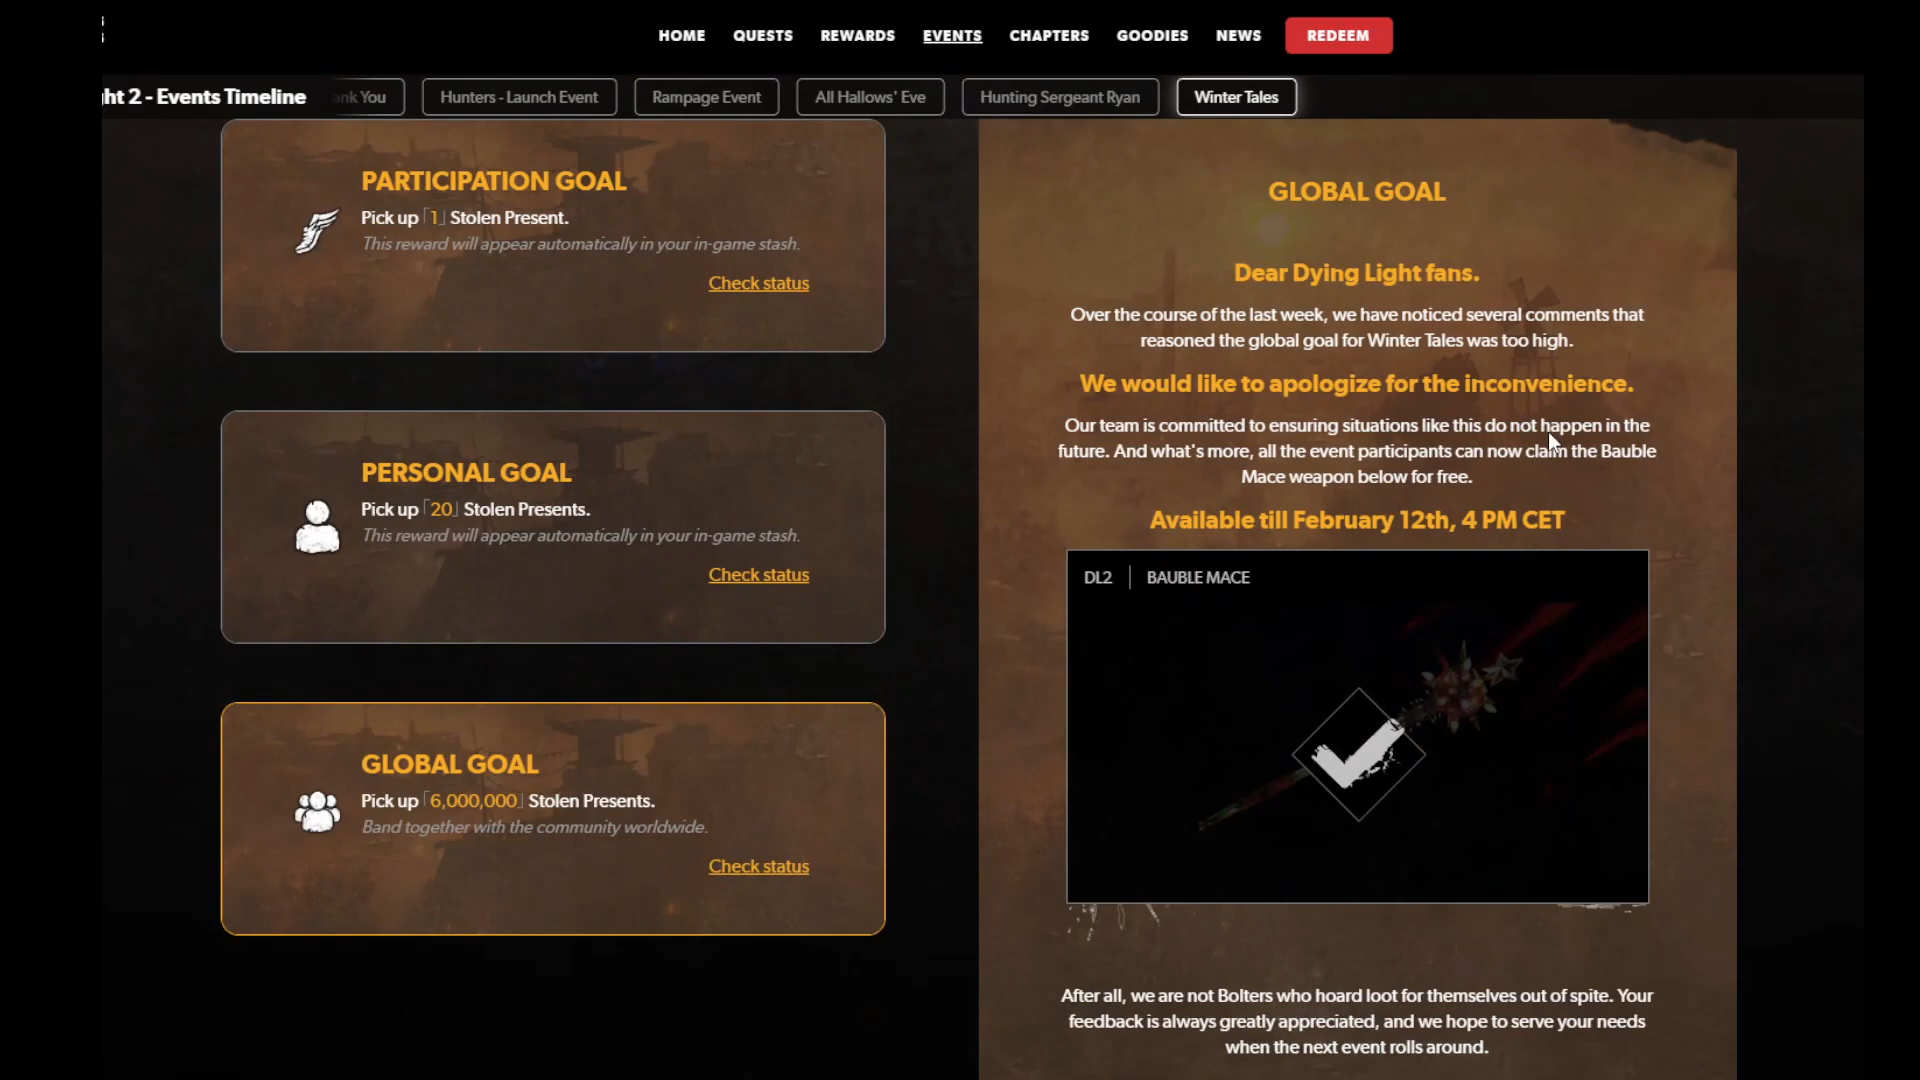 HOME QUESTS REWARDS EVENTS CHAPTERS GOODIES NEWS REDEEM
ht 2 - Events Timeline ank You Hunters - Launch Event Rampage Event All Hallows' Eve Hunting Sergeant Ryan Winter Tales
PARTICIPATION GOAL
Pick up「1」Stolen Present.
This reward will appear automatically in your in-game stash.
Check status
PERSONAL GOAL
Pick up「20」Stolen Presents.
This reward will appear automatically in your in-game stash.
Check status
GLOBAL GOAL
Pick up「6,000,000」Stolen Presents.
Band together with the community worldwide.
Check status
GLOBAL GOAL
Dear Dying Light fans.
Over the course of the last week, we have noticed several comments that
reasoned the global goal for Winter Tales was too high.
We would like to apologize for the inconvenience.
Our team is committed to ensuring situations like this do not happen in the
future. And what's more, all the event participants can now claim the Bauble
Mace weapon below for free.
Available till February 12th, 4 PM CET
DL2 | BAUBLE MACE
After all, we are not Bolters who hoard loot for themselves out of spite. Your
feedback is always greatly appreciated, and we hope to serve your needs
when the next event rolls around.